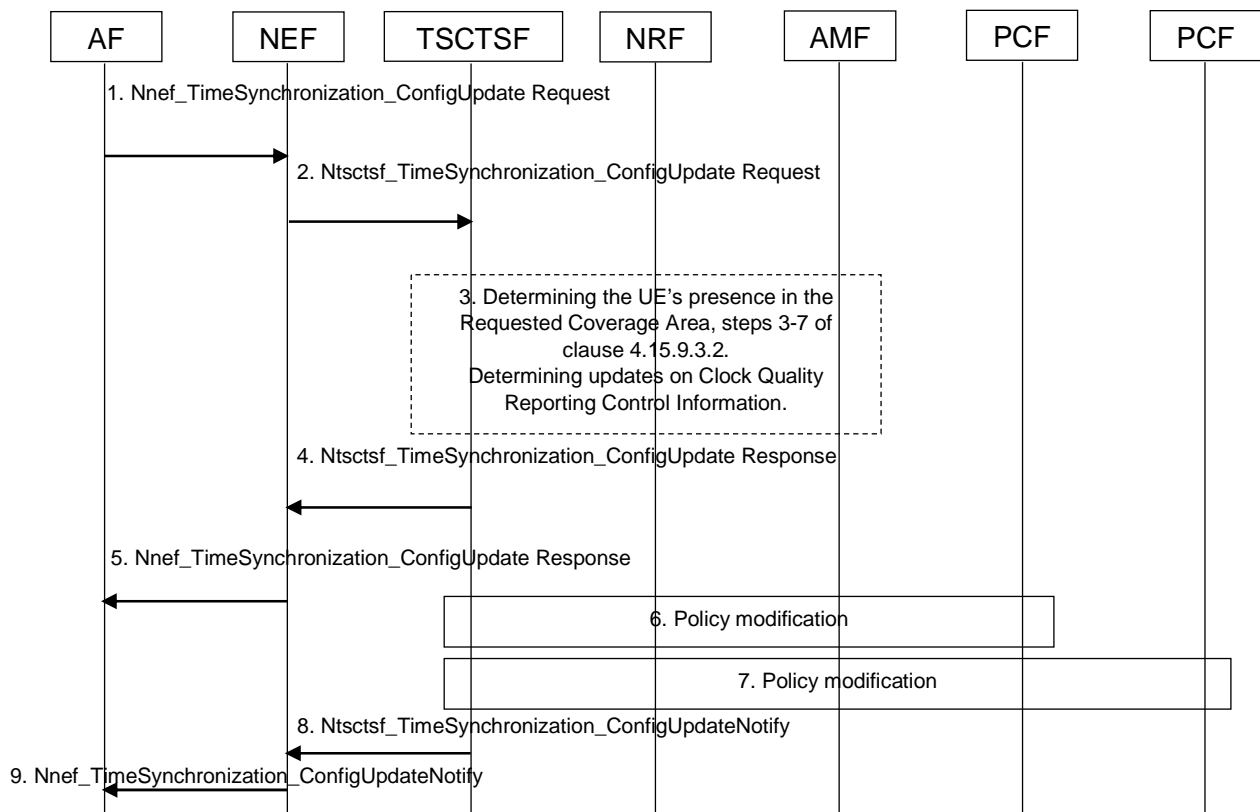 AF
NEF
TSCTSF
NRF
AMF
PCF
PCF
1. Nnef_TimeSynchronization_ConfigUpdate Request
2. Ntsctsf_TimeSynchronization_ConfigUpdate Request
3. Determining the UE’s presence in the
Requested Coverage Area, steps 3-7 of
clause 4.15.9.3.2.
Determining updates on Clock Quality
Reporting Control Information.
4. Ntsctsf_TimeSynchronization_ConfigUpdate Response
5. Nnef_TimeSynchronization_ConfigUpdate Response
6. Policy modification
7. Policy modification
8. Ntsctsf_TimeSynchronization_ConfigUpdateNotify
9. Nnef_TimeSynchronization_ConfigUpdateNotify